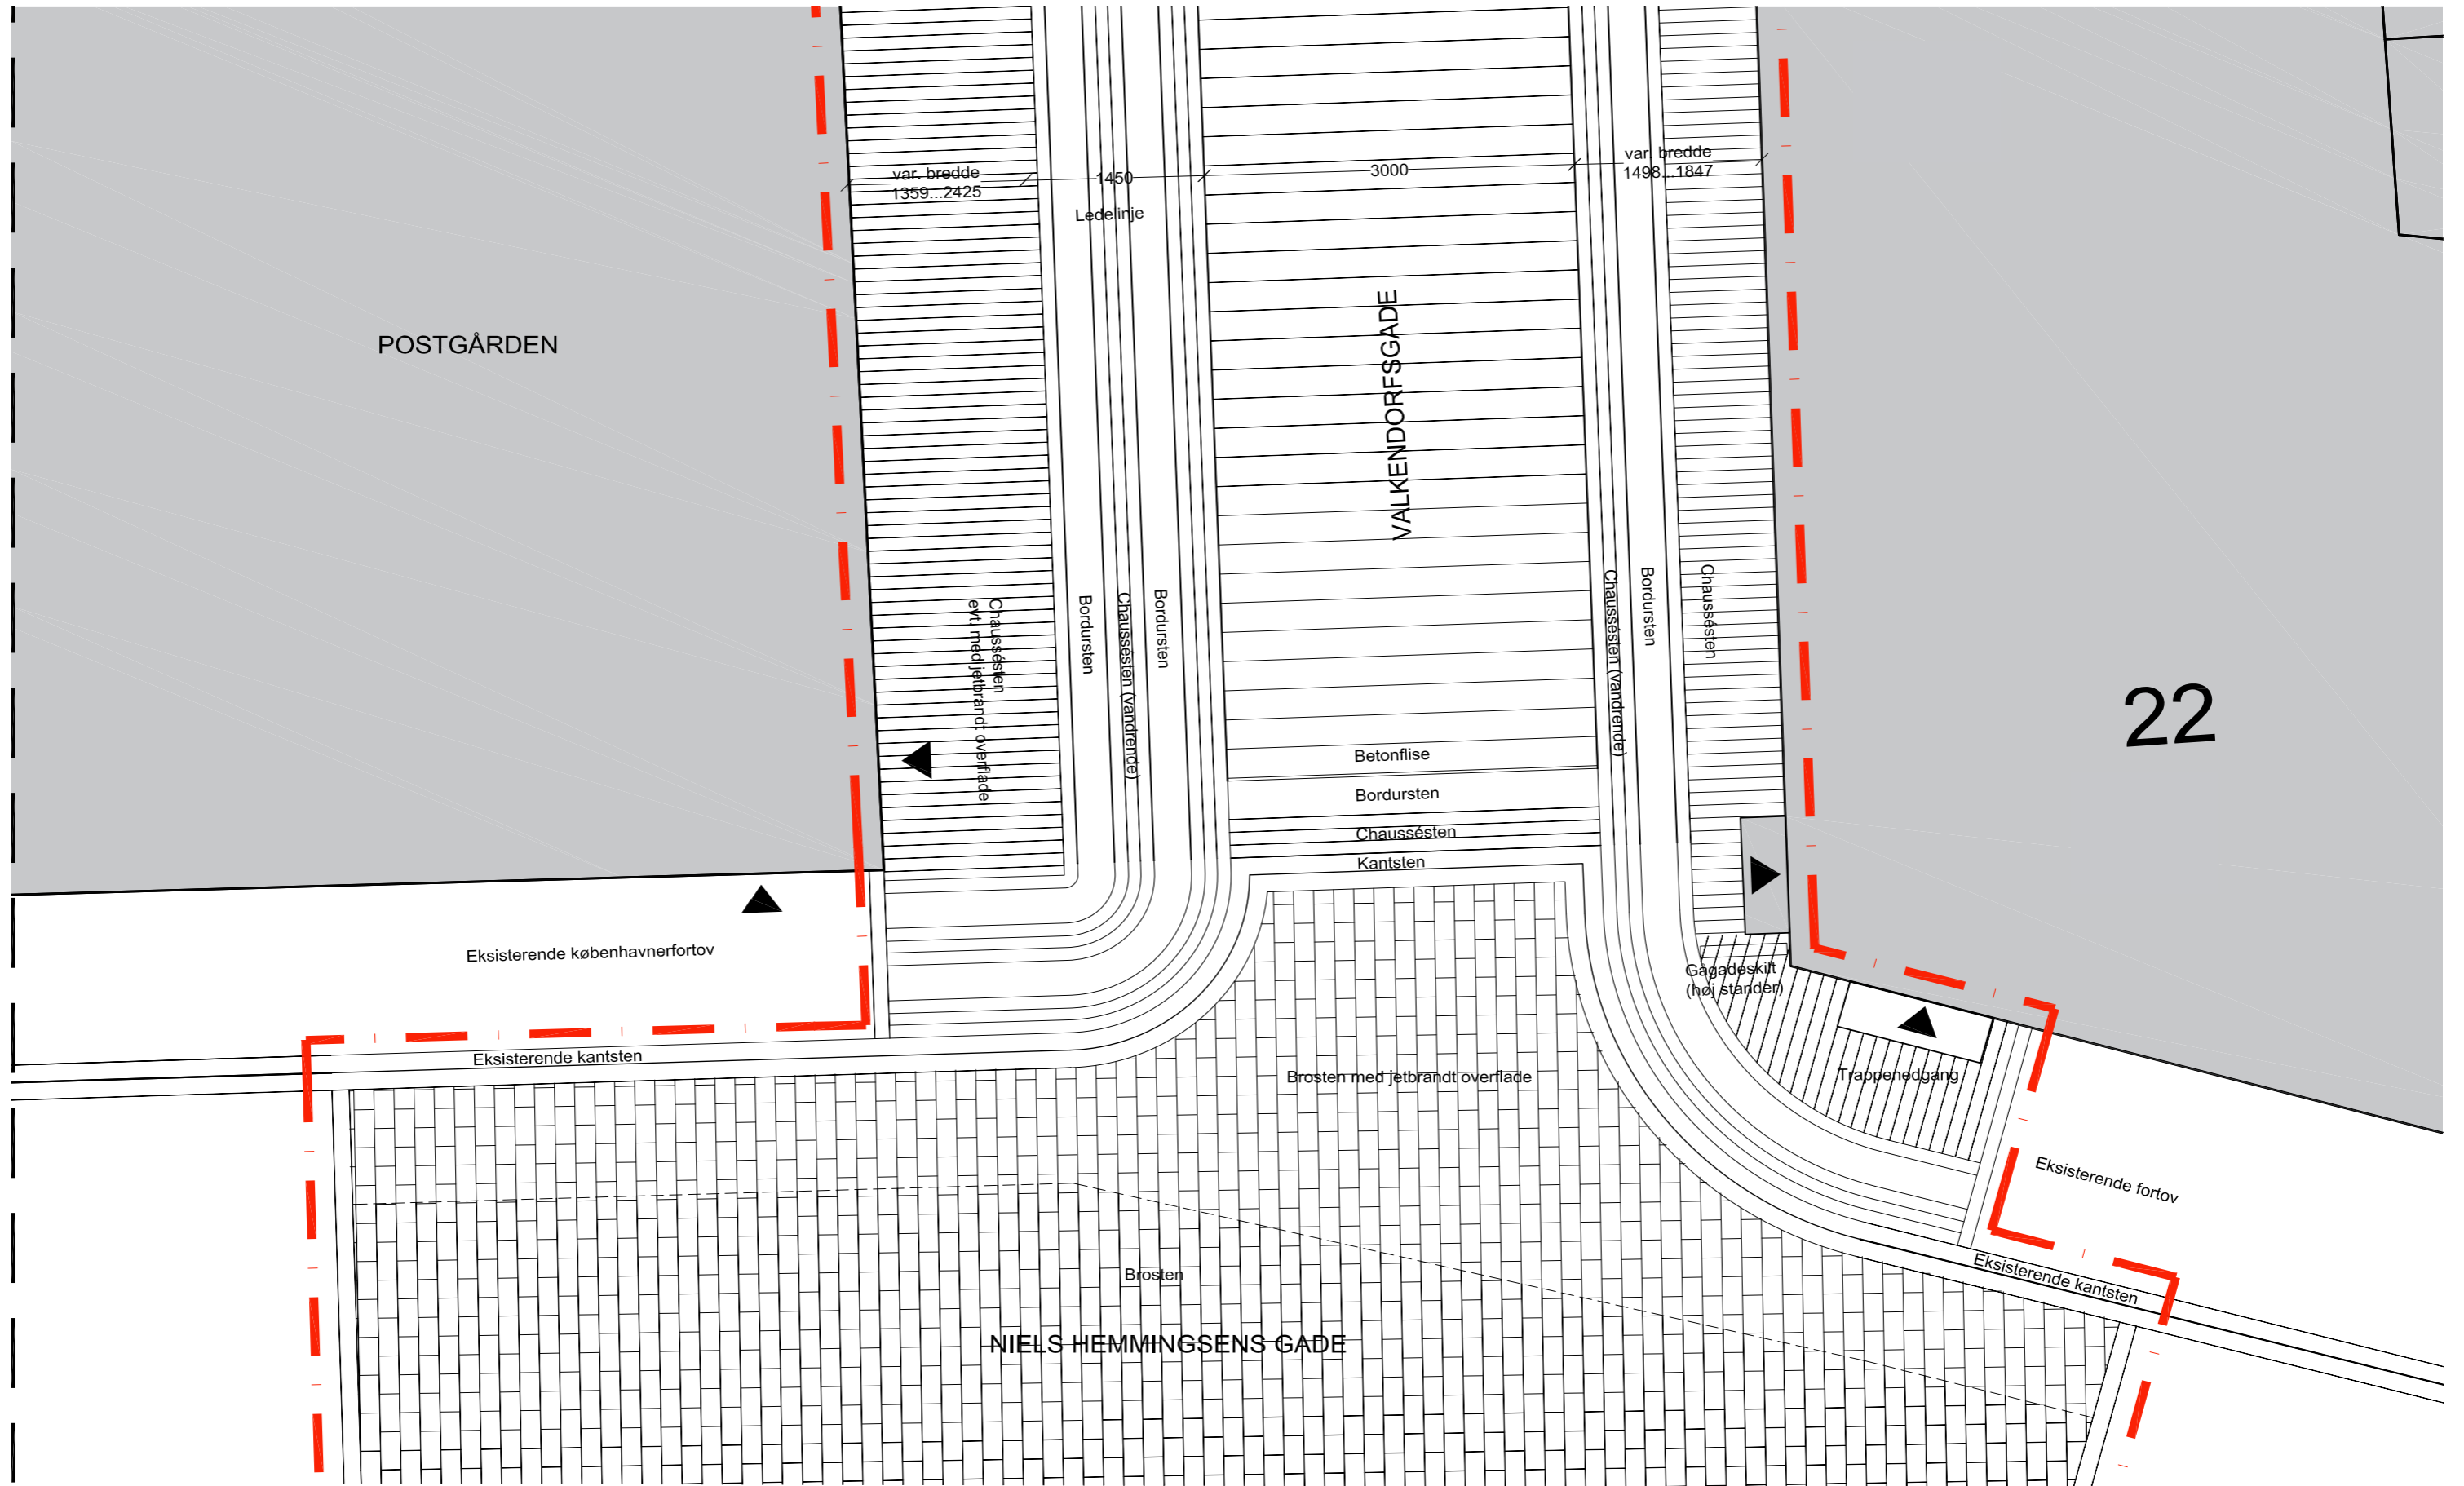 var. bredde
1359...2425
1450
3000
var. bredde
1498...1847
Ledelinje
POSTGÅRDEN
VALKENDORFSGADE
Chaussésten
evt. med jetbrandt overflade
Bordursten
Chaussésten (vandrende)
Bordursten
Chaussésten (vandrende)
Bordursten
Chaussésten
22
Betonflise
Bordursten
Chaussésten
Kantsten
Eksisterende københavnerfortov
Gågadeskilt
(høj stander)
Eksisterende kantsten
Brosten med jetbrandt overflade
Trappenedgang
Eksisterende fortov
Eksisterende kantsten
Brosten
NIELS HEMMINGSENS GADE